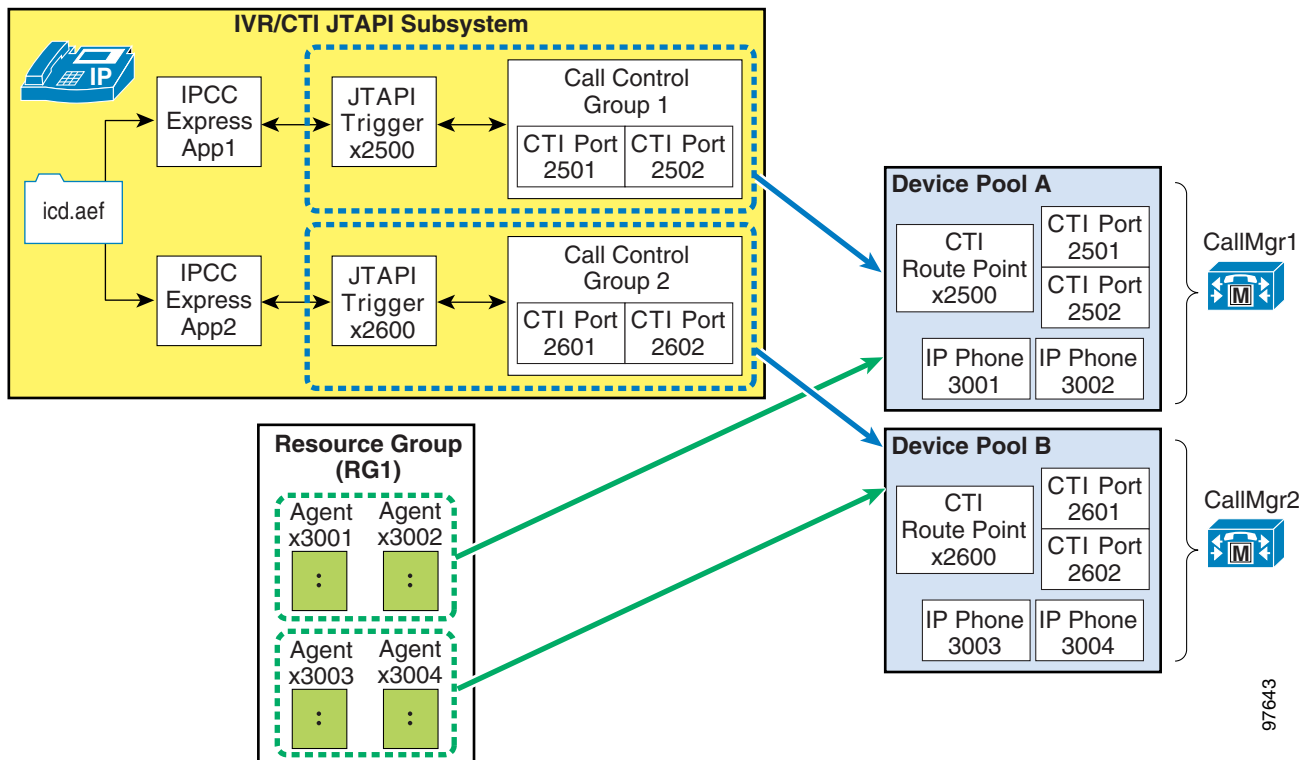 IVR/CTI JTAPI Subsystem
IP
icd.aef
IPCC
Express
App1
JTAPI
Trigger
x2500
Call Control
Group 1
CTI Port
2501
CTI Port
2502
IPCC
Express
App2
JTAPI
Trigger
x2600
Call Control
Group 2
CTI Port
2601
CTI Port
2602
Resource Group
(RG1)
Agent
x3001
:
Agent
x3002
:
Agent
x3003
:
Agent
x3004
:
Device Pool A
CTI
Route Point
x2500
CTI Port
2501
CTI Port
2502
IP Phone
3001
IP Phone
3002
CallMgr1
M
Device Pool B
CTI
Route Point
x2600
CTI Port
2601
CTI Port
2602
IP Phone
3003
IP Phone
3004
CallMgr2
M
97643